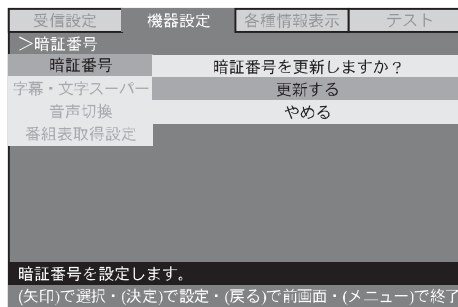 受信設定 機器設定 各種情報表示 テスト
＞暗証番号
暗証番号 暗証番号を更新しますか？
字幕・文字スーパー 更新する
音声切換 やめる
番組表取得設定
暗証番号を設定します。
(矢印)で選択・(決定)で設定・(戻る)で前画面・(メニュー)で終了